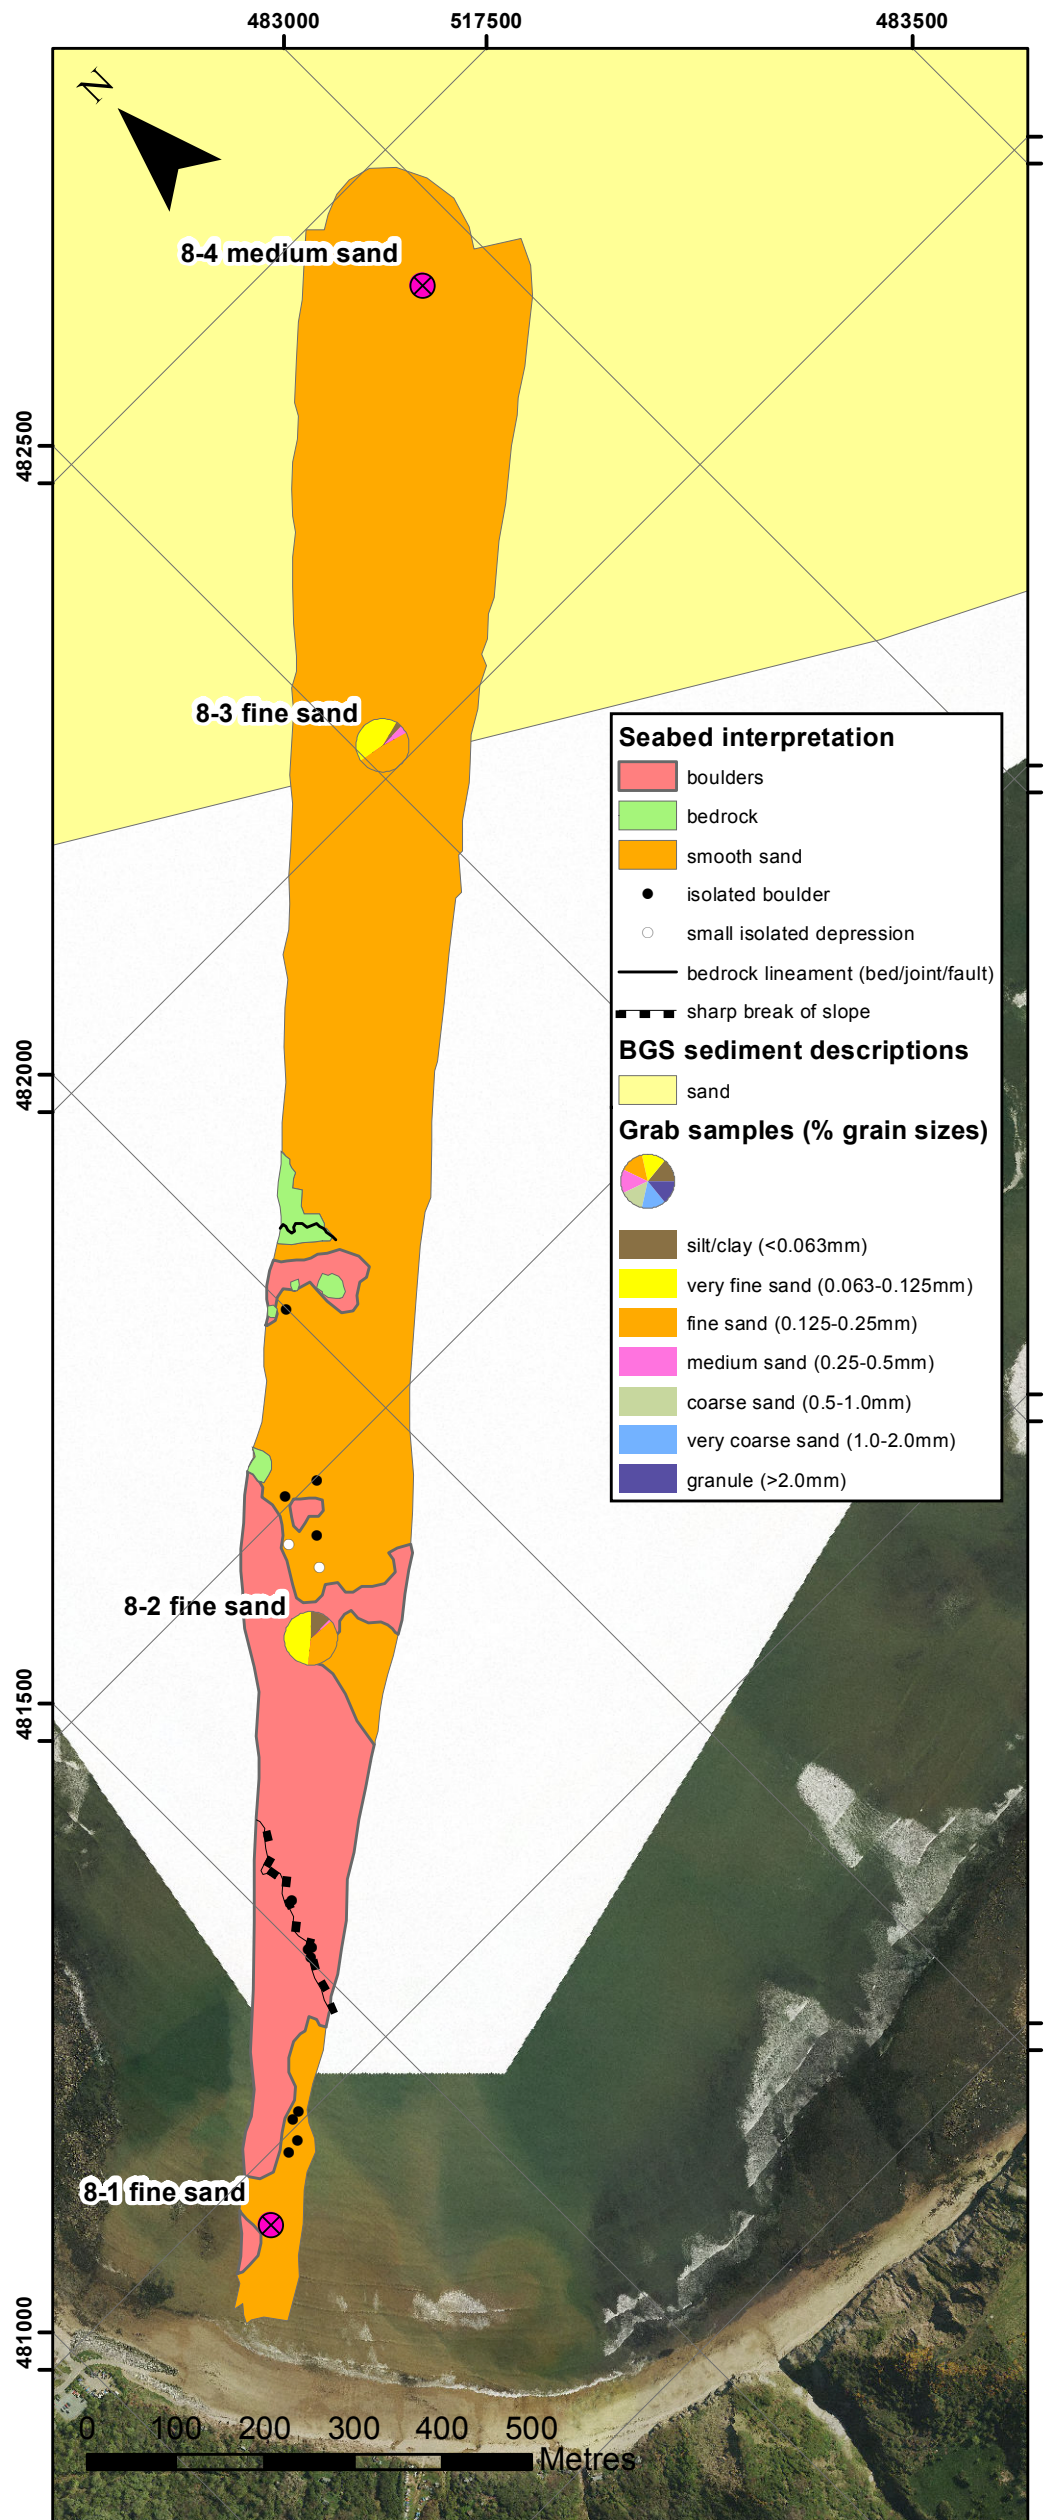 483000
517500
483500
N
8-4 medium sand
482500
8-3 fine sand
Seabed interpretation
boulders
bedrock
smooth sand
isolated boulder
small isolated depression
bedrock lineament (bed/joint/fault)
sharp break of slope
BGS sediment descriptions
sand
Grab samples (% grain sizes)
silt/clay (<0.063mm)
very fine sand (0.063-0.125mm)
fine sand (0.125-0.25mm)
medium sand (0.25-0.5mm)
coarse sand (0.5-1.0mm)
very coarse sand (1.0-2.0mm)
granule (>2.0mm)
482000
8-2 fine sand
481500
8-1 fine sand
481000
0 100 200 300 400 500
Metres